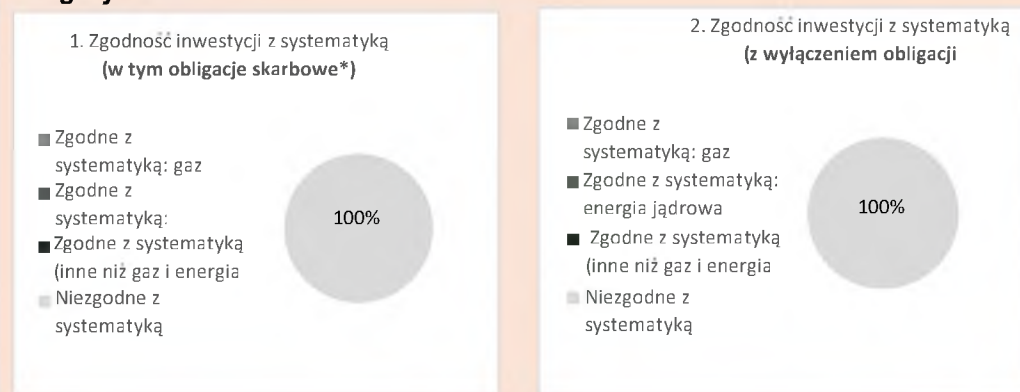 1. Zgodność inwestycji z systematyką
(w tym obligacje skarbowe*)
Zgodne z
systematyką: gaz
Zgodne z
systematyką:
Zgodne z systematyką
(inne niż gaz i energia
Niezgodne z
systematyką
100%
2. Zgodność inwestycji z systematyką
(z wyłączeniem obligacji
Zgodne z
systematyką: gaz
Zgodne z systematyką:
energia jądrowa
Zgodne z systematyką
(inne niż gaz i energia
Niezgodne z
systematyką
100%